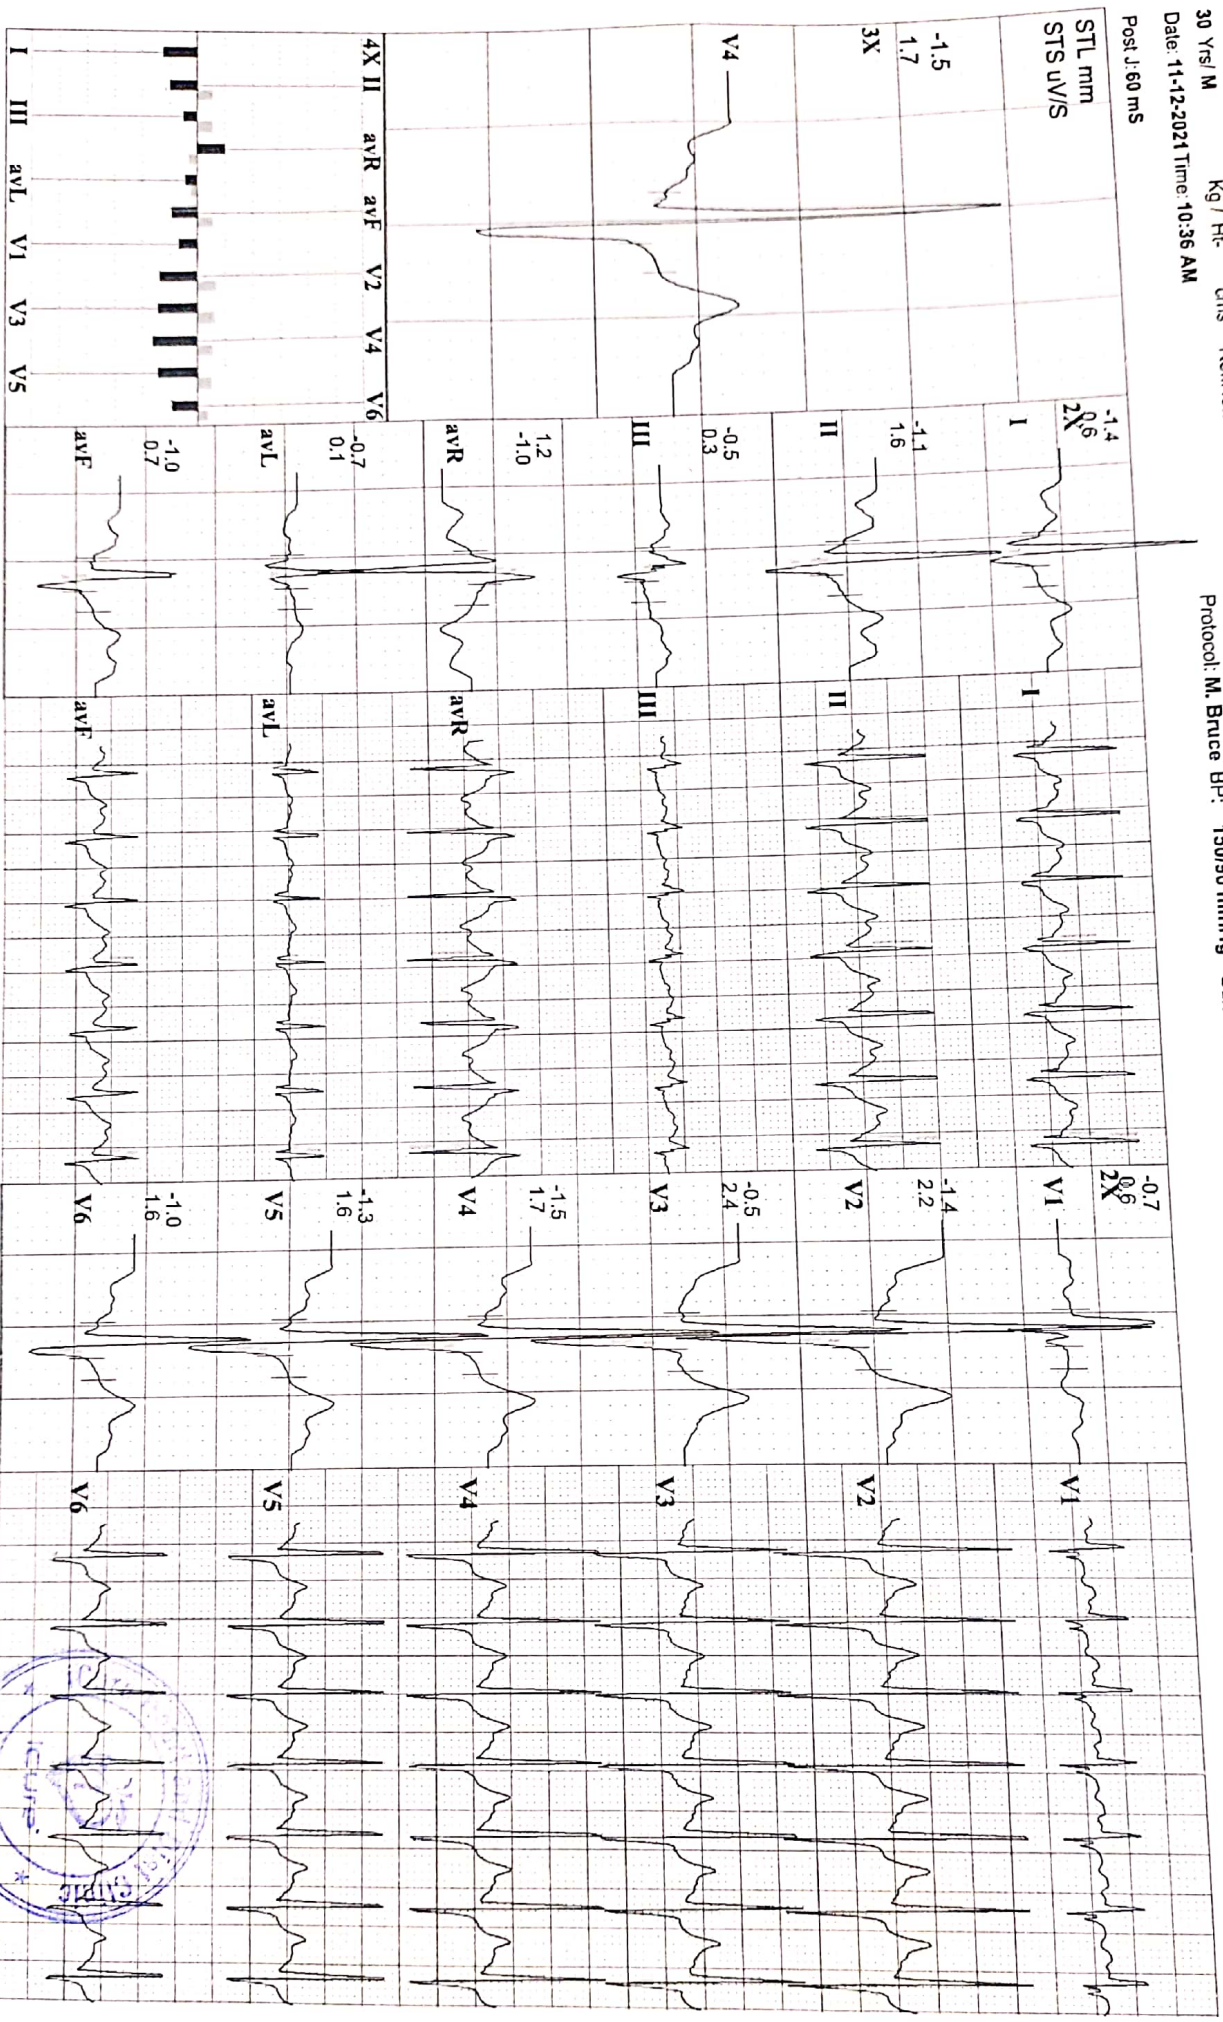 30 Yrs/ M Kg / Ht-
Date: 11-12-2021 Time: 10:36 AM
Protocol: M. Bruce BP:
Post J:60 mS
STL mm
STS uV/S
-1.5
1.7
3X
V4
4X II avR avF V2 V4 V6
I III avL V1 V3 V5
-1.4
0.6
2X
I
-1.1
1.6
II
-0.5
0.3
III
1.2
-1.0
avR
-0.7
0.1
avL
-1.0
0.7
avF
I
II
III
avR
avL
avF
-0.7
0.6
2X
V1
-1.4
2.2
V2
-0.5
2.4
V3
-1.5
1.7
V4
-1.3
1.6
V5
-1.0
1.6
V6
V1
V2
V3
V4
V5
V6